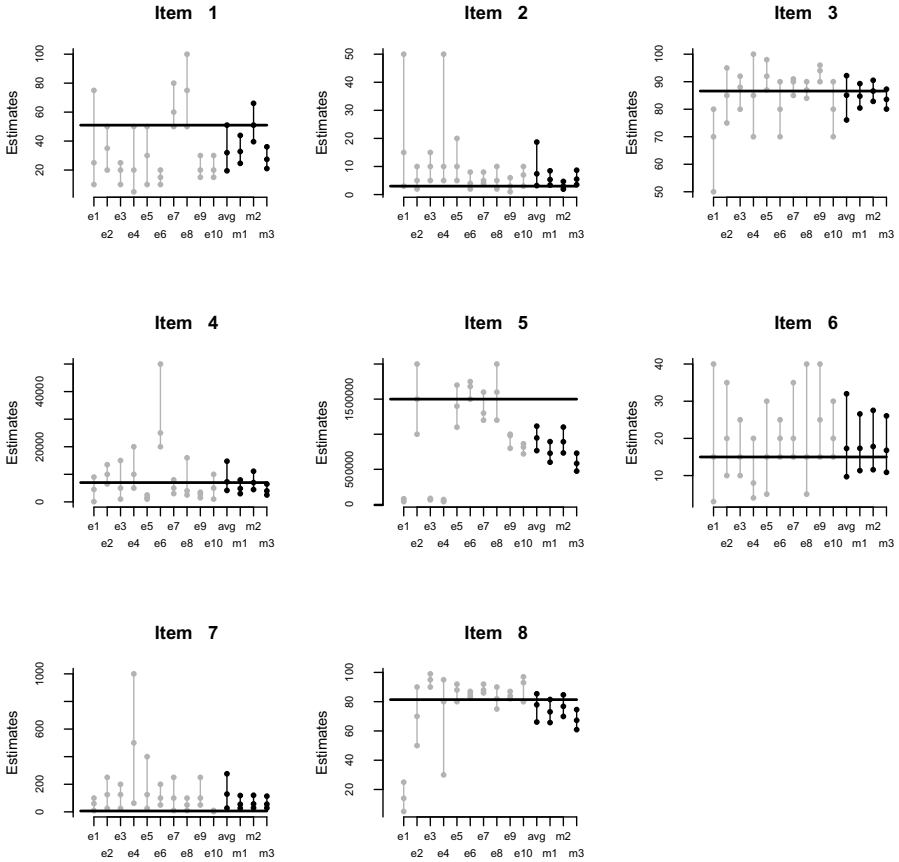 Item 1
Estimates
100
80
60
40
20
e1 e3 e5 e7 e9 avg m2
e2 e4 e6 e8 e10 m1 m3
Item 2
Estimates
50
40
30
20
10
0
e1 e3 e5 e7 e9 avg m2
e2 e4 e6 e8 e10 m1 m3
Item 3
Estimates
100
90
80
70
60
50
e1 e3 e5 e7 e9 avg m2
e2 e4 e6 e8 e10 m1 m3
Item 4
Estimates
40000
20000
0
e1 e3 e5 e7 e9 avg m2
e2 e4 e6 e8 e10 m1 m3
Item 5
Estimates
1500000
500000
0
e1 e3 e5 e7 e9 avg m2
e2 e4 e6 e8 e10 m1 m3
Item 6
Estimates
40
30
20
10
e1 e3 e5 e7 e9 avg m2
e2 e4 e6 e8 e10 m1 m3
Item 7
Estimates
1000
600
200
0
e1 e3 e5 e7 e9 avg m2
e2 e4 e6 e8 e10 m1 m3
Item 8
Estimates
100
80
60
40
20
e1 e3 e5 e7 e9 avg m2
e2 e4 e6 e8 e10 m1 m3